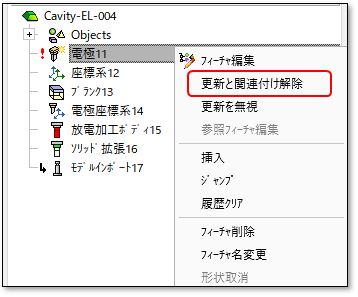 Cavity-EL-004
Objects
電極11
座標系12
ﾌﾞﾗﾝｸ13
電極座標系14
放電加工ﾎﾞﾃﾞｨ15
ｿﾘｯﾄﾞ拡張16
ﾓﾃﾞﾙｲﾝﾎﾟｰﾄ17
ﾌｨｰﾁｬ編集
更新と関連付け解除
更新を無視
参照ﾌｨｰﾁｬ編集
挿入
ｼﾞｬﾝﾌﾟ
履歴ｸﾘｱ
ﾌｨｰﾁｬ削除
ﾌｨｰﾁｬ名変更
形状取消